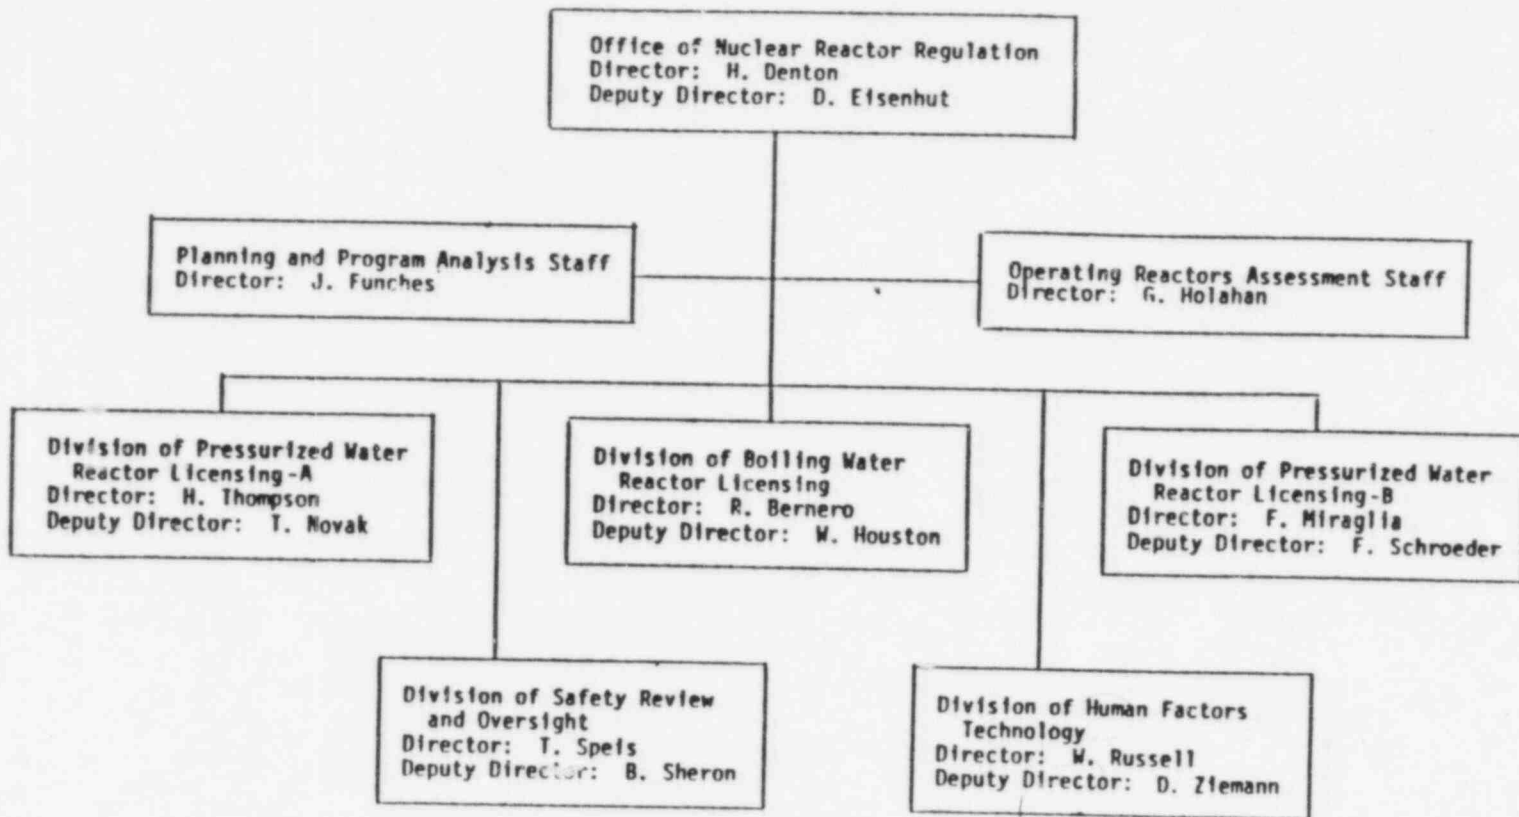 Office of Nuclear Reactor Regulation
Director: H. Denton
Deputy Director: D. Eisenhut
Planning and Program Analysis Staff
Director: J. Funches
Operating Reactors Assessment Staff
Director: G. Holahan
Division of Pressurized Water
Reactor Licensing-A
Director: H. Thompson
Deputy Director: T. Novak
Division of Boiling Water
Reactor Licensing
Director: R. Bernero
Deputy Director: W. Houston
Division of Pressurized Water
Reactor Licensing-B
Director: F. Miraglia
Deputy Director: F. Schroeder
Division of Safety Review
and Oversight
Director: T. Speis
Deputy Director: B. Sheron
Division of Human Factors
Technology
Director: W. Russell
Deputy Director: D. Ziemann